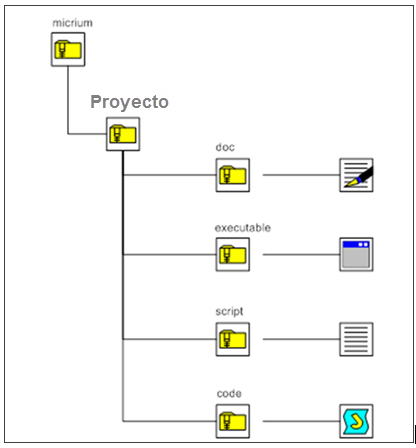 micrium
Proyecto
doc
executable
script
code